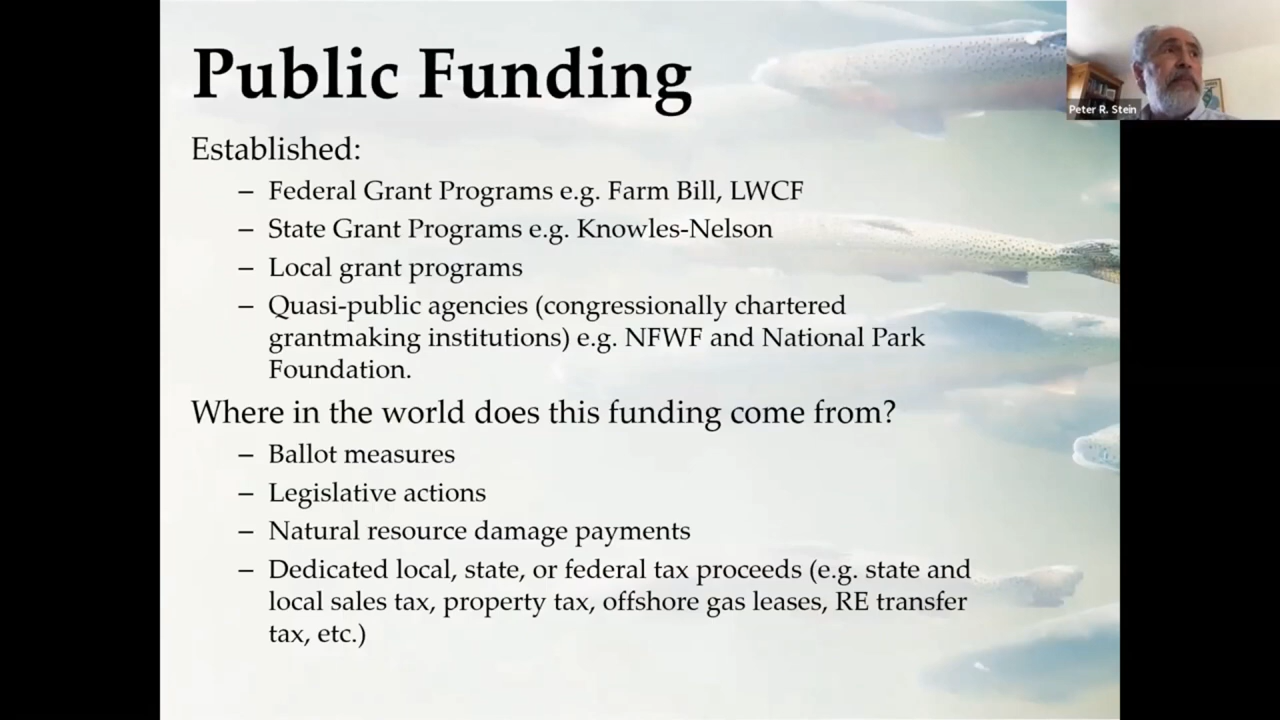 Public Funding
Peter R. Stein
Established:
– Federal Grant Programs e.g. Farm Bill, LWCF
– State Grant Programs e.g. Knowles-Nelson
– Local grant programs
– Quasi-public agencies (congressionally chartered
grantmaking institutions) e.g. NFWF and National Park
Foundation.
Where in the world does this funding come from?
– Ballot measures
– Legislative actions
– Natural resource damage payments
– Dedicated local, state, or federal tax proceeds (e.g. state and
local sales tax, property tax, offshore gas leases, RE transfer
tax, etc.)